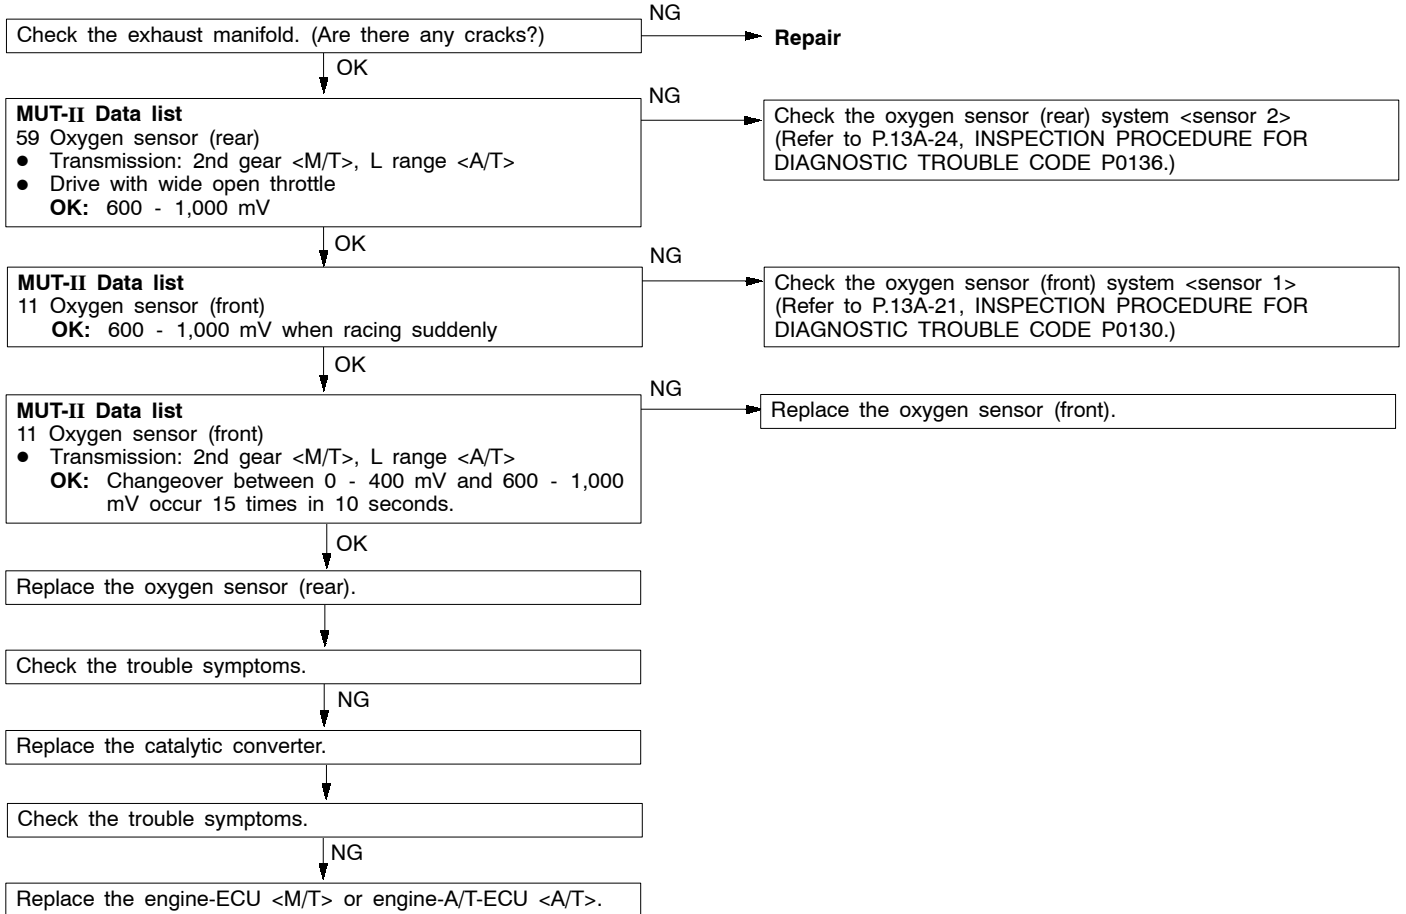 NG
Check the exhaust manifold. (Are there any cracks?)
Repair
OK
NG
MUT-II Data list
59 Oxygen sensor (rear)
● Transmission: 2nd gear <M/T>, L range <A/T>
● Drive with wide open throttle
OK: 600 - 1,000 mV
Check the oxygen sensor (rear) system <sensor 2>
(Refer to P.13A-24, INSPECTION PROCEDURE FOR
DIAGNOSTIC TROUBLE CODE P0136.)
OK
NG
MUT-II Data list
11 Oxygen sensor (front)
OK: 600 - 1,000 mV when racing suddenly
Check the oxygen sensor (front) system <sensor 1>
(Refer to P.13A-21, INSPECTION PROCEDURE FOR
DIAGNOSTIC TROUBLE CODE P0130.)
OK
NG
MUT-II Data list
11 Oxygen sensor (front)
● Transmission: 2nd gear <M/T>, L range <A/T>
OK: Changeover between 0 - 400 mV and 600 - 1,000
mV occur 15 times in 10 seconds.
Replace the oxygen sensor (front).
OK
Replace the oxygen sensor (rear).
Check the trouble symptoms.
NG
Replace the catalytic converter.
Check the trouble symptoms.
NG
Replace the engine-ECU <M/T> or engine-A/T-ECU <A/T>.